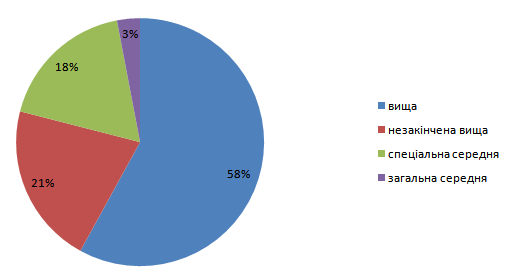 3%
18%
21%
58%
вища
незакінчена вища
спеціальна середня
загальна середня